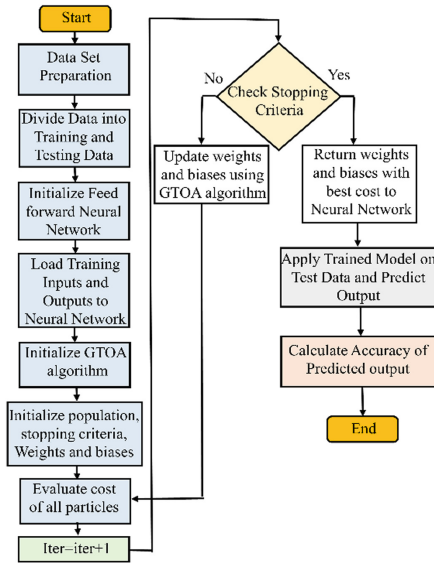 Start
Data Set
Preparation
Divide Data into
Training and
Testing Data
Initialize Feed
forward Neural
Network
Load Training
Inputs and
Outputs to
Neural Network
Initialize GTOA
algorithm
Initialize population,
stopping criteria,
Weights and biases
Evaluate cost
of all particles
Iter=iter+1
Check Stopping
Criteria
No
Yes
Update weights
and biases using
GTOA algorithm
Return weights
and biases with
best cost to
Neural Network
Apply Trained Model on
Test Data and Predict
Output
Calculate Accuracy of
Predicted output
End